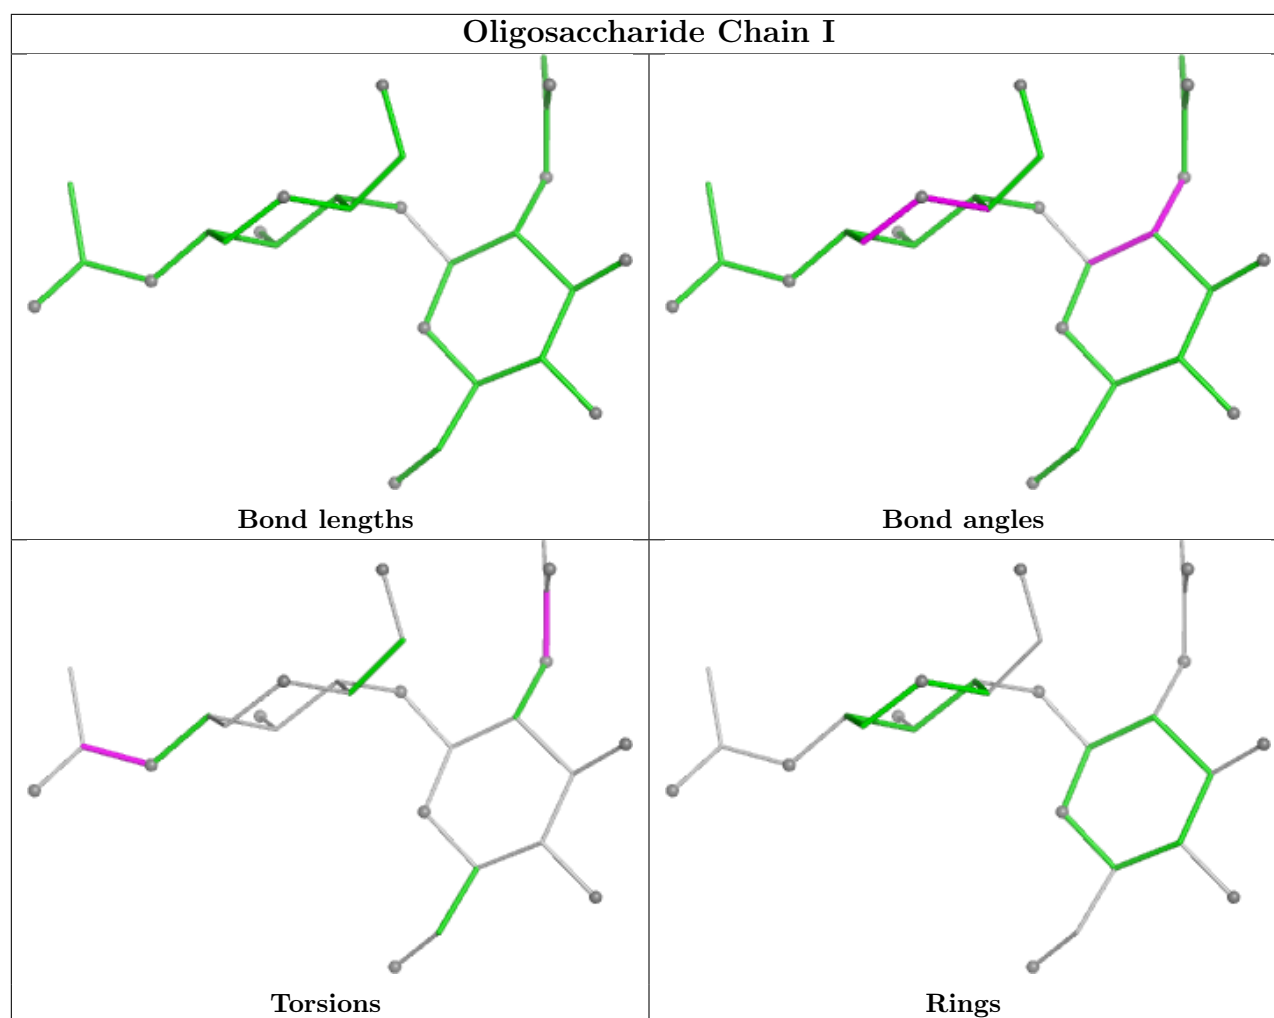 Oligosaccharide Chain I
Bond lengths
Bond angles
Torsions
Rings